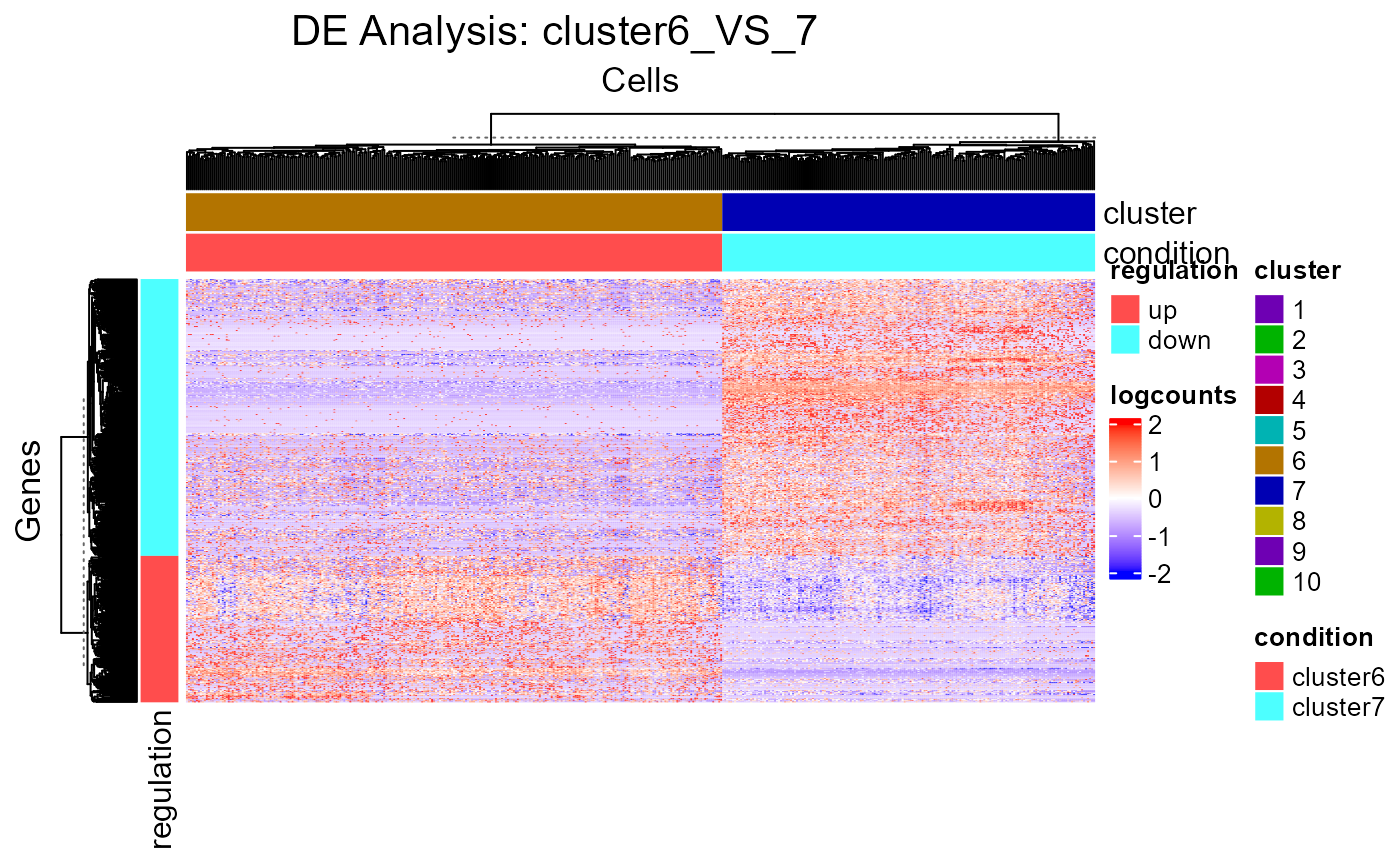 DE Analysis: cluster6_VS_7
Cells
cluster
condition
Genes
regulation
regulation
up
down
logcounts
2
1
0
-1
-2
cluster
1
2
3
4
5
6
7
8
9
10
condition
cluster6
cluster7